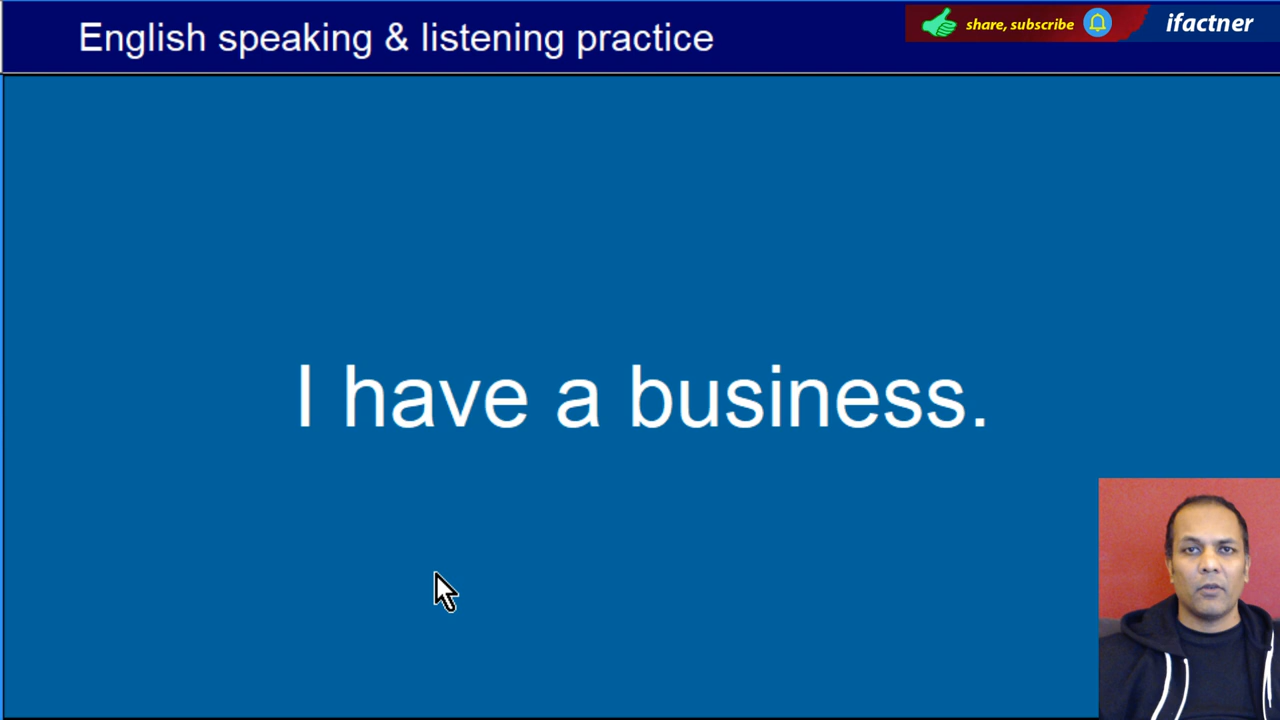 English speaking & listening practice
share, subscribe
ifactner
I have a business.